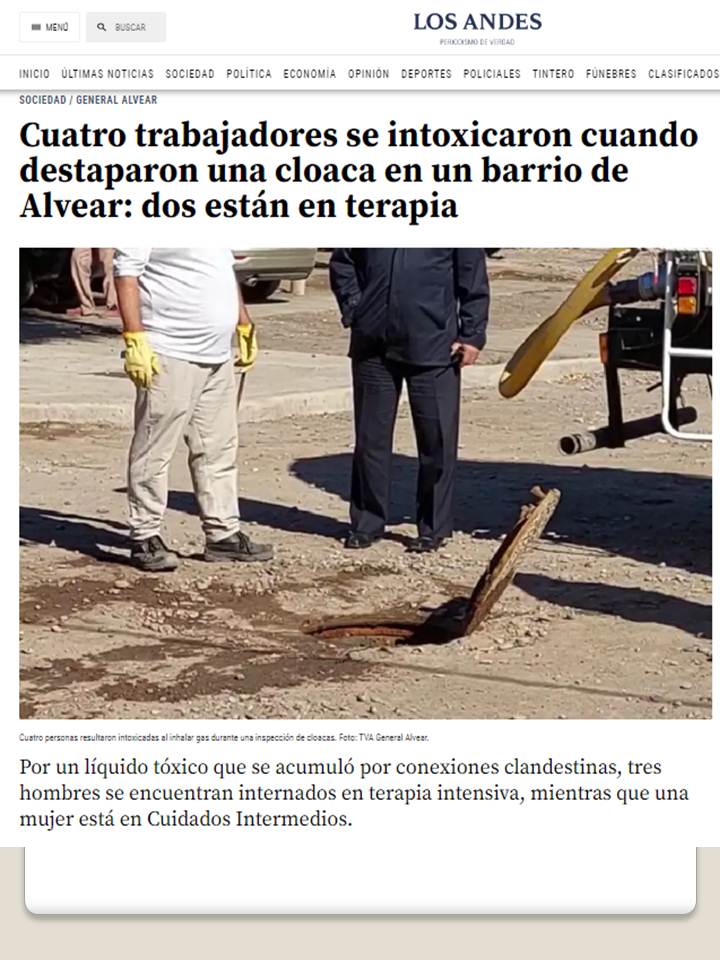 MENÚ
BUSCAR
LOS ANDES
PERIODISMO DE VERDAD
INICIO ÚLTIMAS NOTICIAS SOCIEDAD POLÍTICA ECONOMÍA OPINIÓN DEPORTES POLICIALES TINTERO FÚNEBRES CLASIFICADOS
SOCIEDAD / GENERAL ALVEAR
Cuatro trabajadores se intoxicaron cuando
destaparon una cloaca en un barrio de
Alvear: dos están en terapia
Cuatro personas resultaron intoxicadas al inhalar gas durante una inspección de cloacas. Foto: TVA General Alvear.
Por un líquido tóxico que se acumuló por conexiones clandestinas, tres
hombres se encuentran internados en terapia intensiva, mientras que una
mujer está en Cuidados Intermedios.